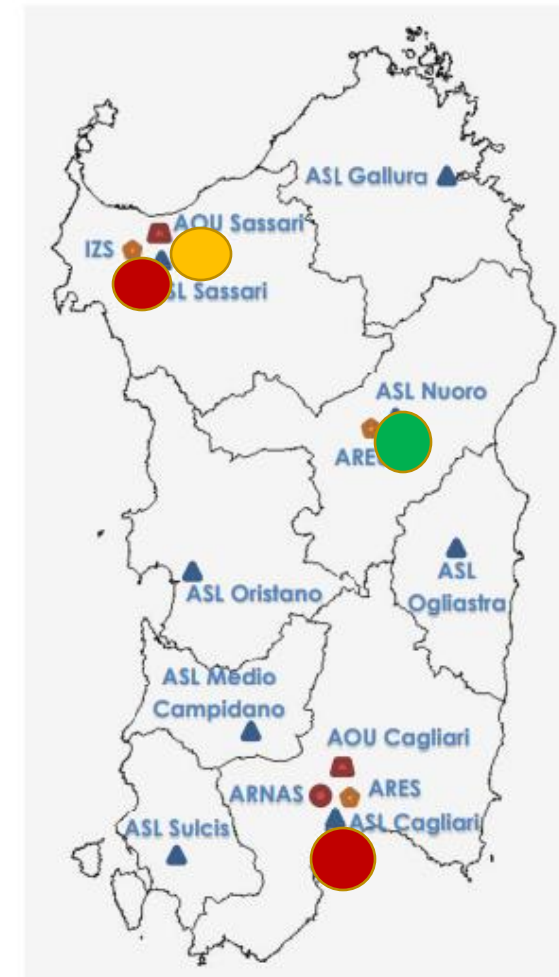 ASL Gallura
AOU Sassari
IZS
SL Sassari
ASL Nuoro
ARE
ASL
Ogliastra
ASL Oristano
ASL Medio
Campidano
AOU Cagliari
ARNAS
ARES
ASL Cagliari
ASL Sulcis